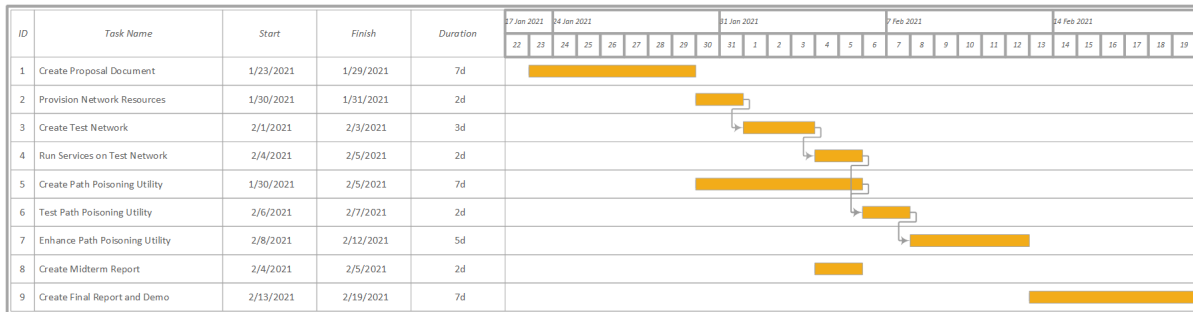 ID Task Name Start Finish Duration 17 Jan 2021 24 Jan 2021 31 Jan 2021 7 Feb 2021 14 Feb 2021
22 23 24 25 26 27 28 29 30 31 1 2 3 4 5 6 7 8 9 10 11 12 13 14 15 16 17 18 19
1 Create Proposal Document 1/23/2021 1/29/2021 7d
2 Provision Network Resources 1/30/2021 1/31/2021 2d
3 Create Test Network 2/1/2021 2/3/2021 3d
4 Run Services on Test Network 2/4/2021 2/5/2021 2d
5 Create Path Poisoning Utility 1/30/2021 2/5/2021 7d
6 Test Path Poisoning Utility 2/6/2021 2/7/2021 2d
7 Enhance Path Poisoning Utility 2/8/2021 2/12/2021 5d
8 Create Midterm Report 2/4/2021 2/5/2021 2d
9 Create Final Report and Demo 2/13/2021 2/19/2021 7d